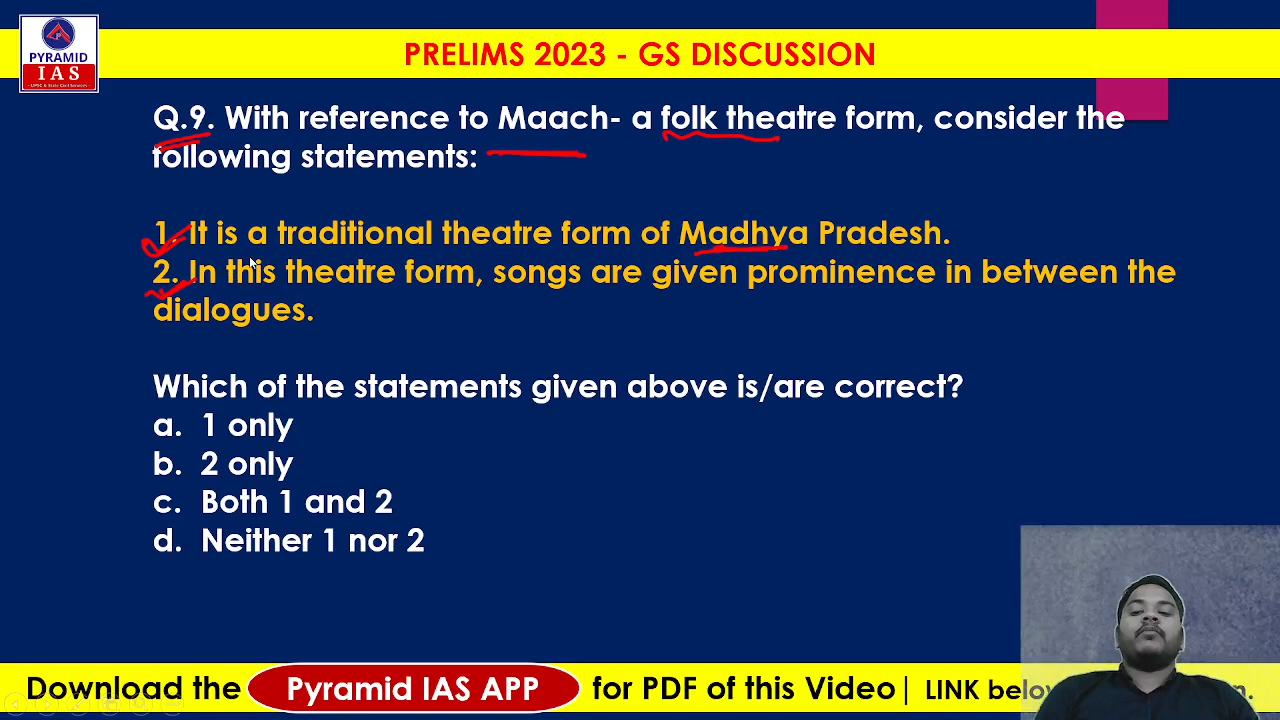 PYRAMID
IAS
PRELIMS 2023 - GS DISCUSSION
Q.9. With reference to Maach- a folk theatre form, consider the
following statements:
1. It is a traditional theatre form of Madhya Pradesh.
2. In this theatre form, songs are given prominence in between the
dialogues.
Which of the statements given above is/are correct?
a. 1 only
b. 2 only
c. Both 1 and 2
d. Neither 1 nor 2
Download the Pyramid IAS APP for PDF of this Video| LINK below